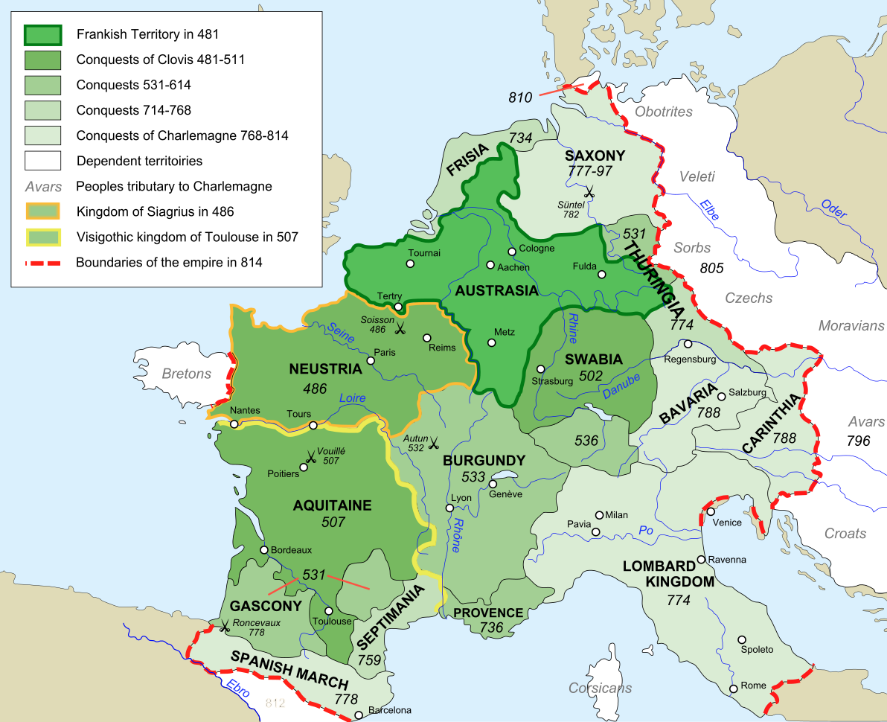 Frankish Territory in 481
Conquests of Clovis 481-511
Conquests 531-614
Conquests 714-768
Conquests of Charlemagne 768-814
Dependent territories
Avars Peoples tributary to Charlemagne
Kingdom of Siagrius in 486
Visigothic kingdom of Toulouse in 507
Boundaries of the empire in 814
810
Obotrites
734
FRISIA
SAXONY
777-97
Süntel
782
Veleti
Elbe
Oder
531
Sorbs
805
THURINGIA
Tournai
Cologne
Aachen
Fulda
AUSTRASIA
Czechs
Moravians
Tertry
Soisson
486
Seine
Reims
Paris
Metz
Rhine
774
Regensburg
SWABIA
502
Strasburg
Danube
Bretons
NEUSTRIA
486
Loire
Nantes
Tours
BAVARIA
788
Salzburg
CARINTHIA
788
Avars
796
Autun
532
536
Vouillé
507
Poitiers
BURGUNDY
533
Genève
Lyon
AQUITAINE
507
Rhône
Milan
Pavia
Po
Venice
Croats
Bordeaux
531
Ravenna
LOMBARD
KINGDOM
774
GASCONY
Roncevaux
778
Toulouse
SEPTIMANIA
759
PROVENCE
736
SPANISH MARCH
778
Spoleto
Rome
Corsicans
Ebro
812
Barcelona